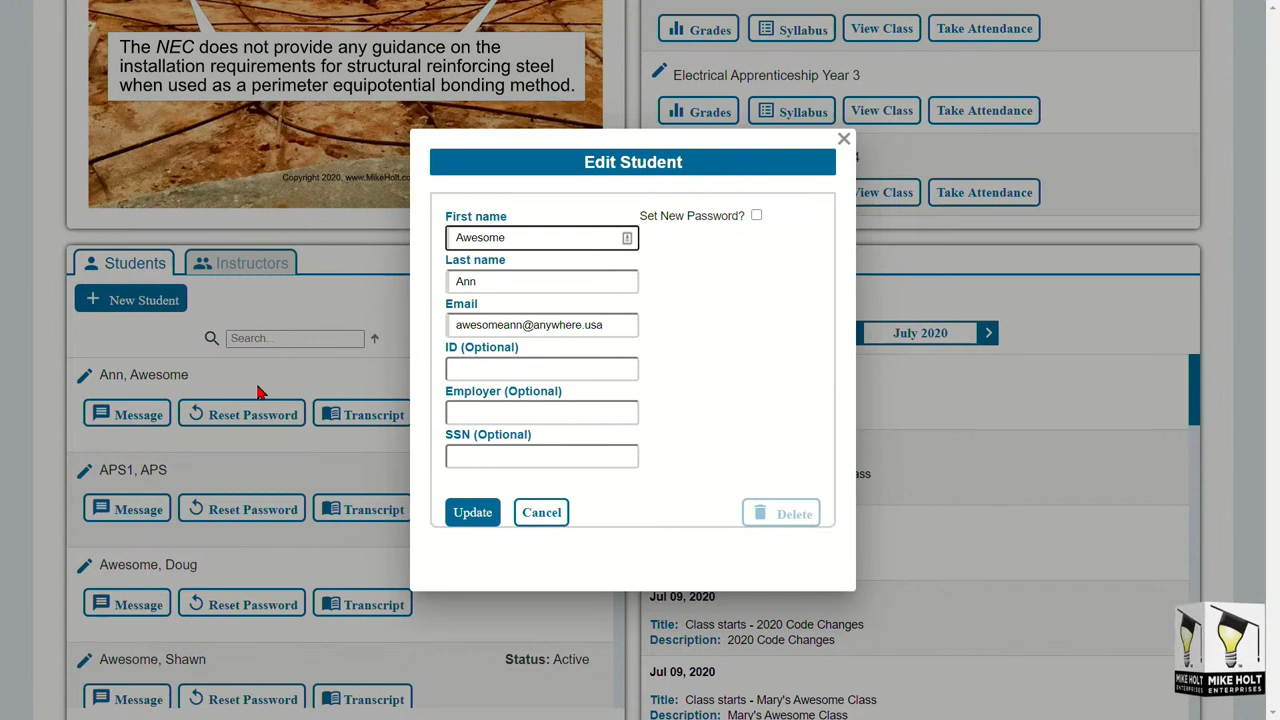 The NEC does not provide any guidance on the
installation requirements for structural reinforcing steel
when used as a perimeter equipotential bonding method.
Copyright 2020, www.MikeHolt.co
Grades
Syllabus
View Class
Take Attendance
Electrical Apprenticeship Year 3
Grades
Syllabus
View Class
Take Attendance
4
View Class
Take Attendance
Students
Instructors
New Student
Search...
Ann, Awesome
Message
Reset Password
Transcript
APS1, APS
Message
Reset Password
Transcript
Awesome, Doug
Message
Reset Password
Transcript
Awesome, Shawn
Status: Active
Message
Reset Password
Transcript
Edit Student
First name
Set New Password?
Awesome
Last name
Ann
Email
awesomeann@anywhere.usa
ID (Optional)
Employer (Optional)
SSN (Optional)
Update
Cancel
Delete
July 2020
ass
Jul 09, 2020
Title: Class starts - 2020 Code Changes
Description: 2020 Code Changes
Jul 09, 2020
Title: Class starts - Mary's Awesome Class
Description: Mary's Awesome Class
MIKE HOLT
ENTERPRISES
MIKE HOLT
ENTERPRISES